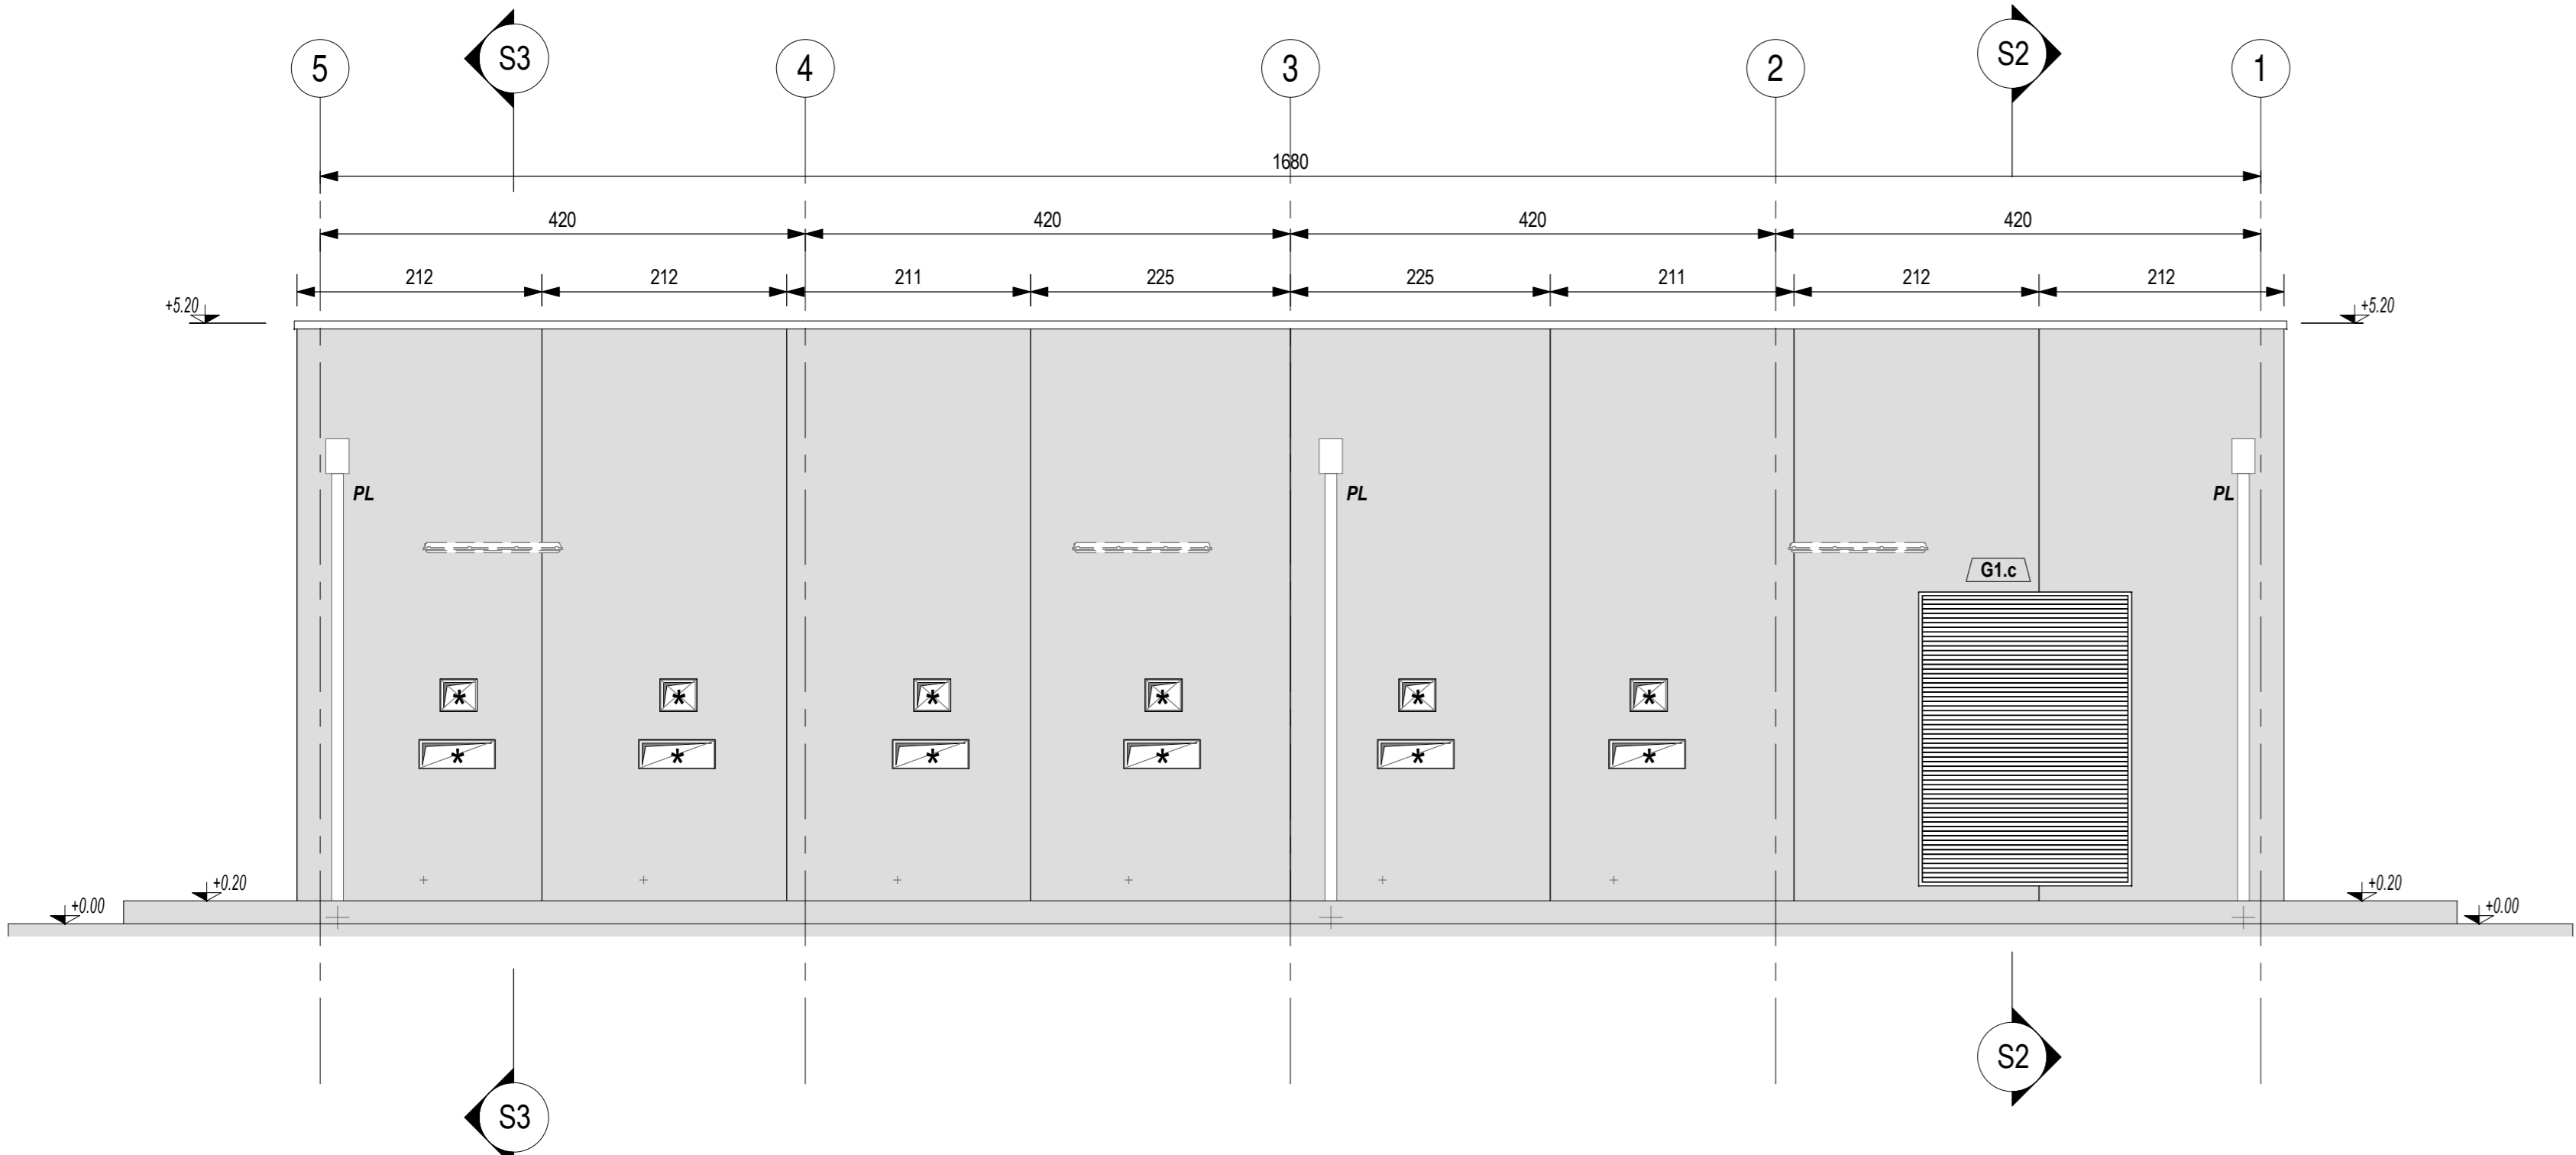 5 S3 4 3 2 S2 1
1680
420 420 420 420
212 212 211 225 225 211 212 212
+5.20 +5.20
PL PL PL
G1.c
* * * * * *
* * * * * *
+0.20 +0.20
+0.00 +0.00
S2
S3